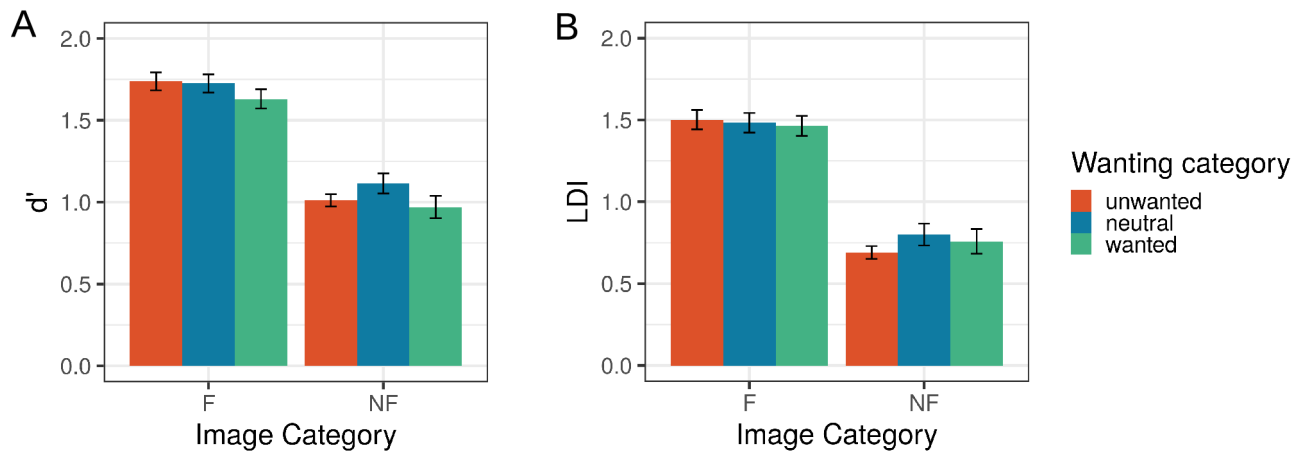 A
2.0
1.5
1.0
0.5
0.0
d'
F
NF
Image Category
B
2.0
1.5
1.0
0.5
0.0
LDI
F
NF
Image Category
Wanting category
unwanted
neutral
wanted